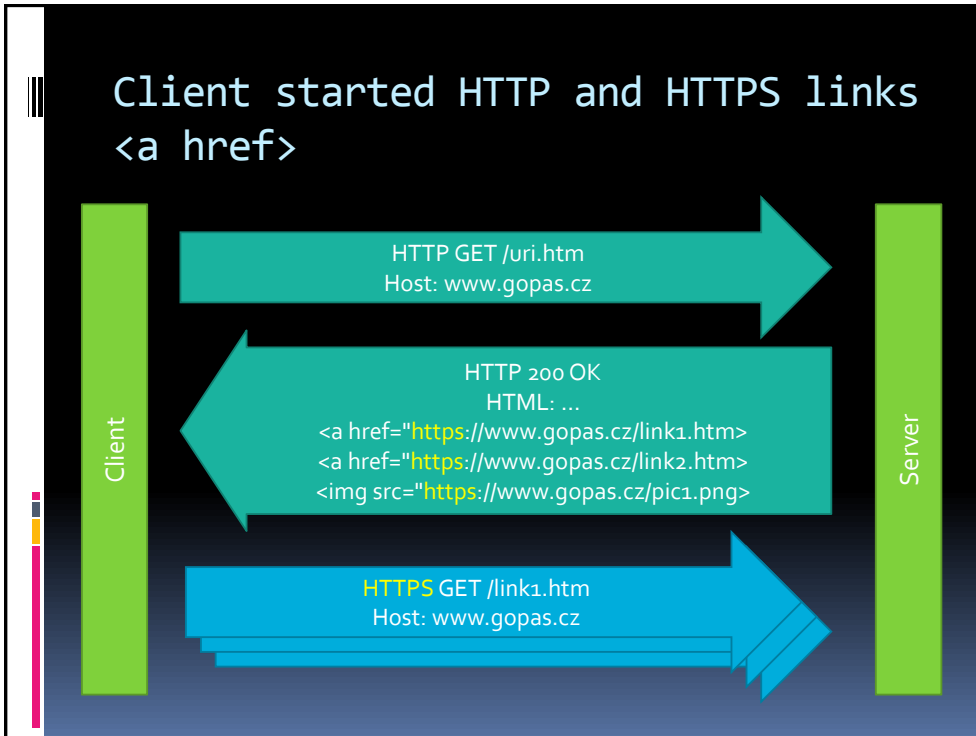 Client started HTTP and HTTPS links
<a href>
HTTP GET /uri.htm
Host: www.gopas.cz
HTTP 200 OK
HTML: ...
<a href="https://www.gopas.cz/link1.htm>
<a href="https://www.gopas.cz/link2.htm>
<img src="https://www.gopas.cz/pic1.png>
Client
Server
HTTPS GET /link1.htm
Host: www.gopas.cz